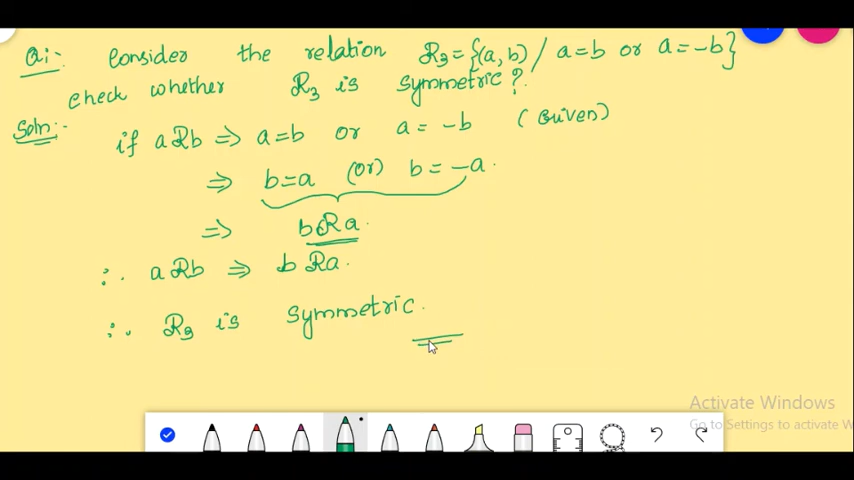 Q1:- Consider the relation R₃ = {(a, b) / a=b or a = -b}
check whether R₃ is symmetric?
Soln:-
if aRb ⇒ a=b or a = -b (Given)
⇒ b=a (or) b = -a.
⇒ bRa.
∴ aRb ⇒ bRa.
∴ R₃ is symmetric.
Activate Windows
Go to Settings to activate W